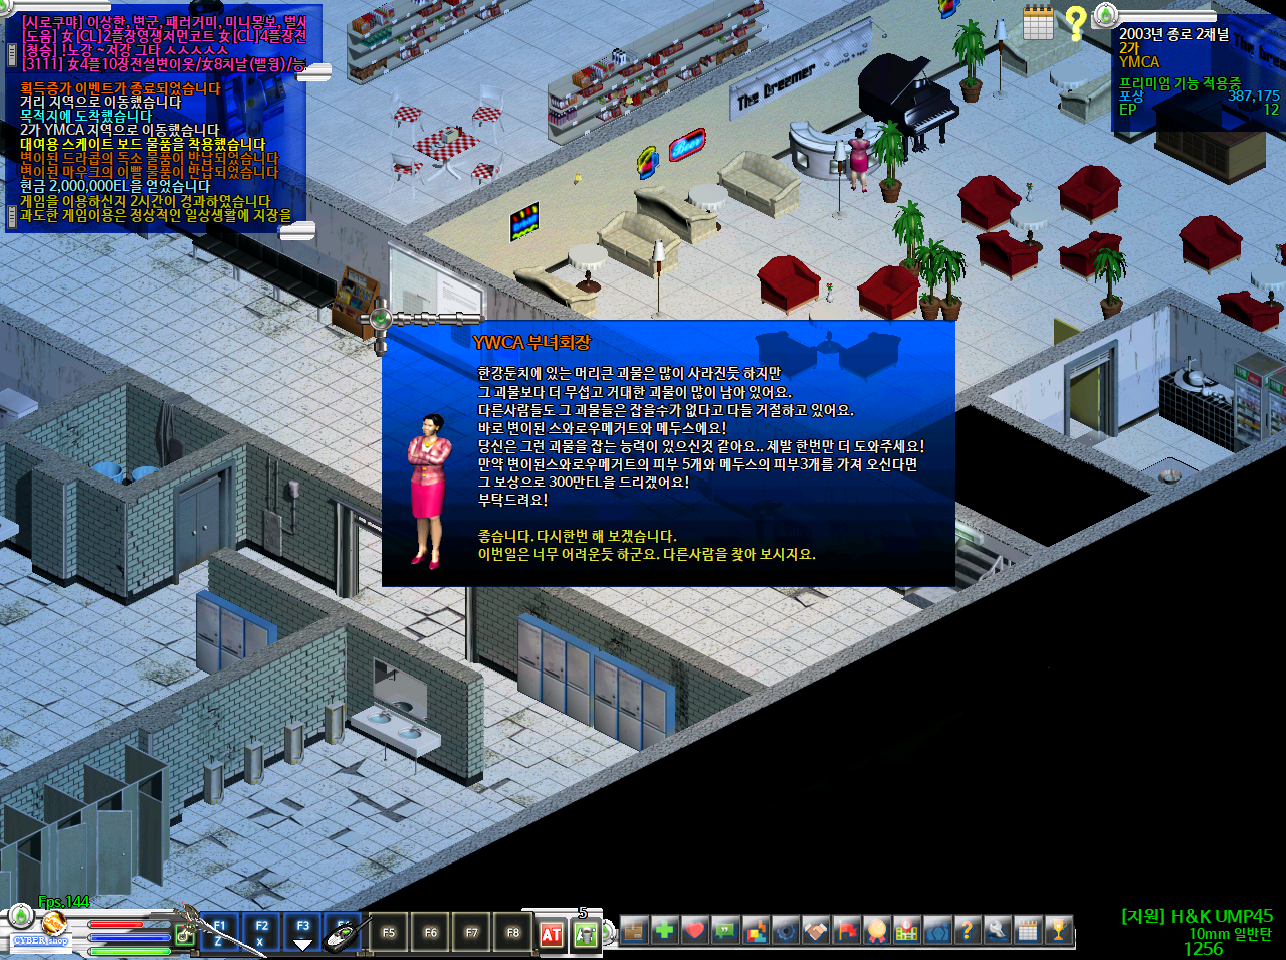 [시로쿠마] 이상한, 변군, 패러거미, 미니몽보, 벌사
[도움] 女[CL]2플장영생저먼코트 女[CL]4플장전
[청승] !노강 ~ 저강 그타 ㅅㅅㅅㅅㅅ
[3111] 女4플10장전설변이옷/女8치날(뱀윙)/능
획득증가 이벤트가 종료되었습니다
거리 지역으로 이동했습니다
목적지에 도착했습니다
2가 YMCA 지역으로 이동했습니다
대여용 스케이트 보드 물품을 착용했습니다
변이된 드라콥의 독소 물품이 반납되었습니다
변이된 마우크의 이빨 물품이 반납되었습니다
현금 2,000,000EL을 얻었습니다
게임을 이용하신지 2시간이 경과하였습니다
과도한 게임이용은 정상적인 일상생활에 지장을
The Dreemer
Beer
2003년 종로 2채널
2가
YMCA
프리미엄 기능 적용중
포상 387,175
EP 12
YWCA 부녀회장
한강둔치에 있는 머리큰 괴물은 많이 사라진듯 하지만
그 괴물보다 더 무섭고 거대한 괴물이 많이 남아 있어요.
다른사람들도 그 괴물들은 잡을수가 없다고 다들 거절하고 있어요.
바로 변이된 스와로우메거트와 메두스에요!
당신은 그런 괴물을 잡는 능력이 있으신것 같아요.. 제발 한번만 더 도와주세요!
만약 변이된스와로우메거트의 피부 5개와 메두스의 피부3개를 가져 오신다면
그 보상으로 300만EL을 드리겠어요!
부탁드려요!
좋습니다. 다시한번 해 보겠습니다.
이번일은 너무 어려운듯 하군요. 다른사람을 찾아 보시지요.
Fps.144
CYBER shop
F1 F2 F3 F4 F5 F6 F7 F8
Z X
AT
5
[지원] H&K UMP45
10mm 일반탄
1256